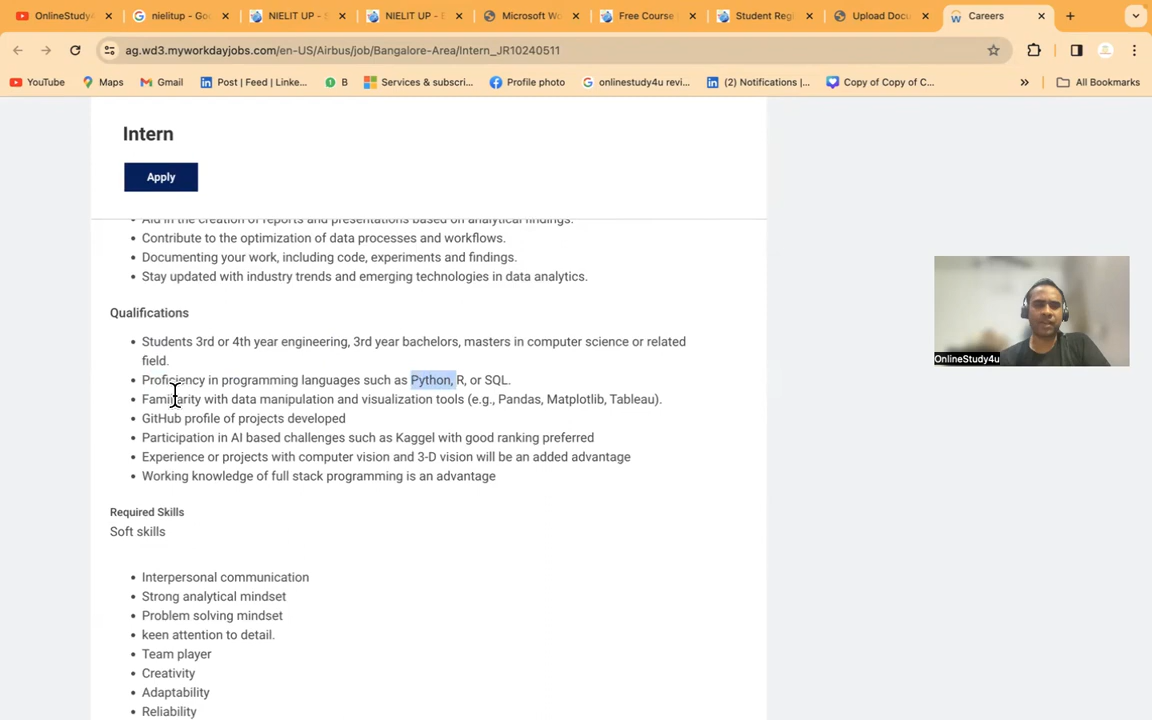 OnlineStudy4
nielitup - Go
NIELIT UP - S
NIELIT UP - E
Microsoft Wo
Free Course
Student Regi
Upload Docu
Careers
ag.wd3.myworkdayjobs.com/en-US/Airbus/job/Bangalore-Area/Intern_JR10240511
YouTube
Maps
Gmail
Post | Feed | Linke...
B
Services & subscri...
Profile photo
onlinestudy4u revi...
(2) Notifications |...
Copy of Copy of C...
»
All Bookmarks
Intern
Apply
• Aid in the creation of reports and presentations based on analytical findings.
• Contribute to the optimization of data processes and workflows.
• Documenting your work, including code, experiments and findings.
• Stay updated with industry trends and emerging technologies in data analytics.
Qualifications
• Students 3rd or 4th year engineering, 3rd year bachelors, masters in computer science or related
field.
• Proficiency in programming languages such as Python, R, or SQL.
• Familiarity with data manipulation and visualization tools (e.g., Pandas, Matplotlib, Tableau).
• GitHub profile of projects developed
• Participation in AI based challenges such as Kaggel with good ranking preferred
• Experience or projects with computer vision and 3-D vision will be an added advantage
• Working knowledge of full stack programming is an advantage
OnlineStudy4u
Required Skills
Soft skills
• Interpersonal communication
• Strong analytical mindset
• Problem solving mindset
• keen attention to detail.
• Team player
• Creativity
• Adaptability
• Reliability